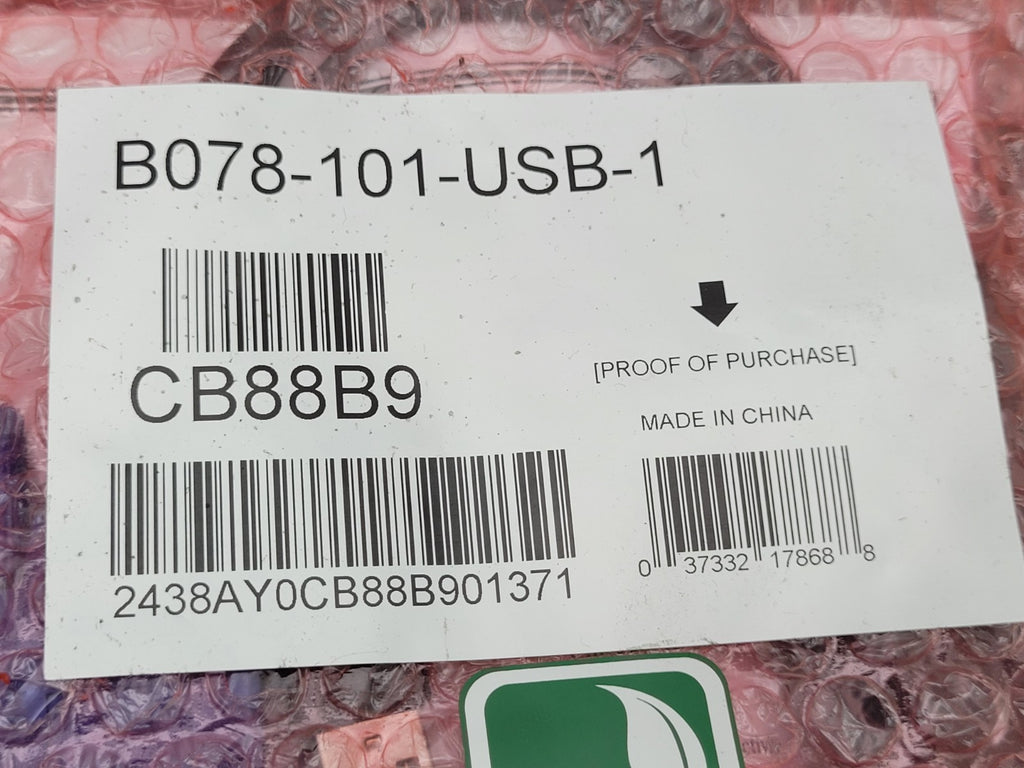 B078-101-USB-1
CB88B9
[PROOF OF PURCHASE]
MADE IN CHINA
0 37332 17868 8
2438AY0CB88B901371